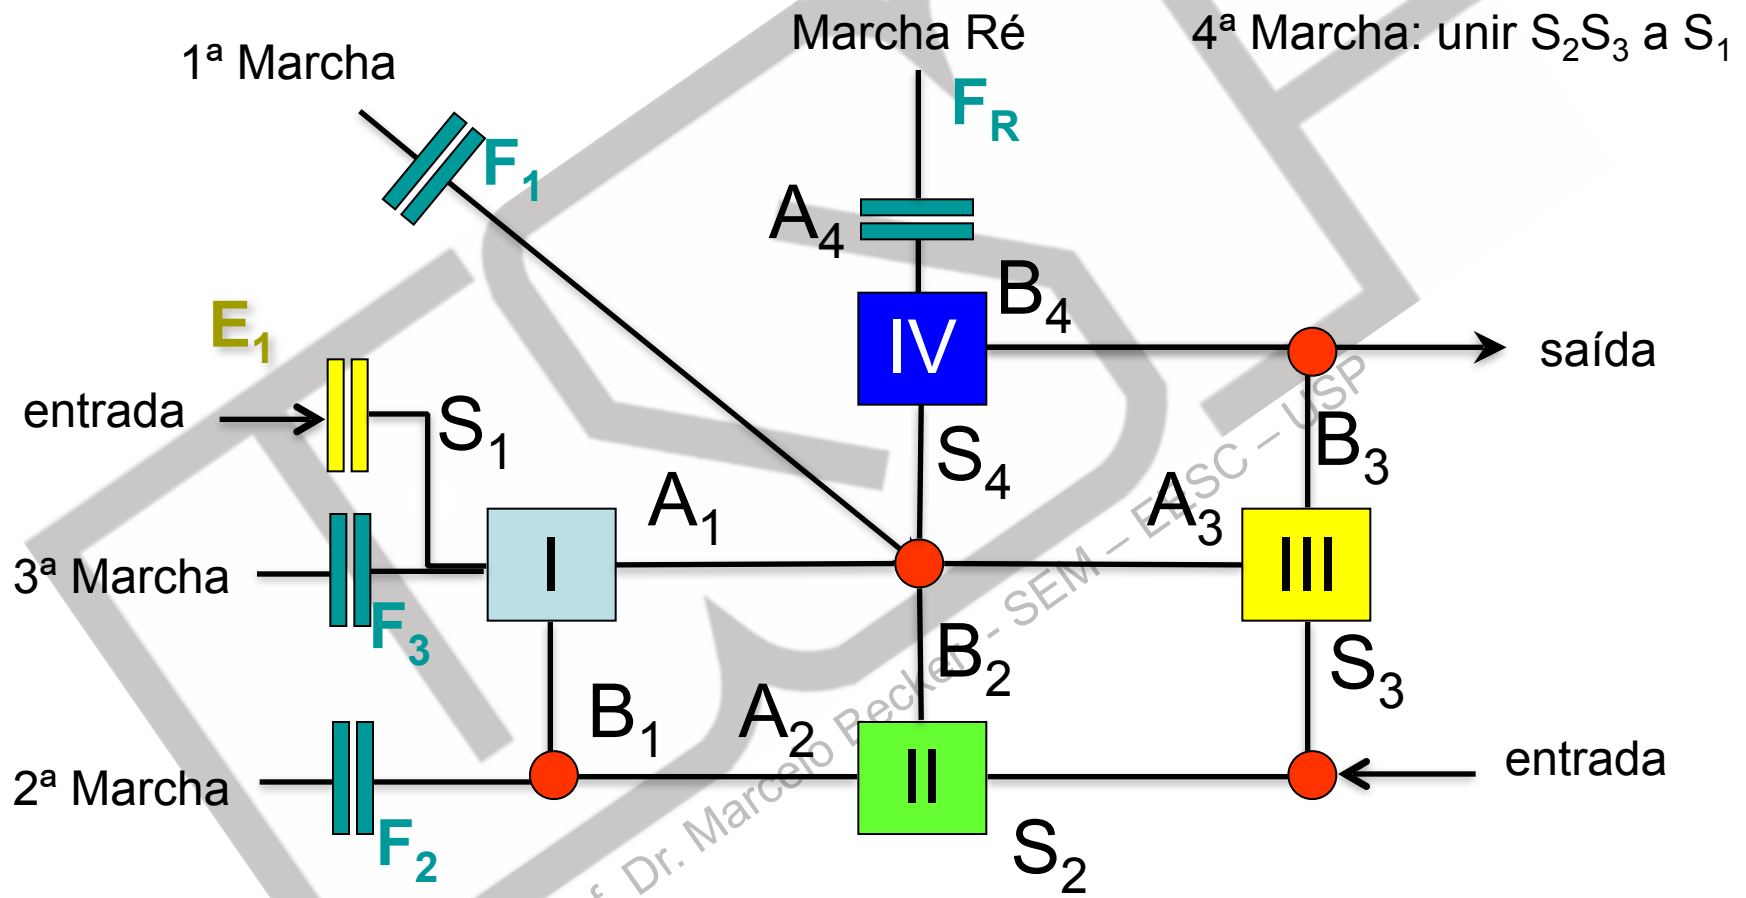 1ª Marcha
Marcha Ré
4ª Marcha: unir S₂S₃ a S₁
F₁
F_R
A₄
B₄
E₁
IV
saída
entrada
S₁
S₄
B₃
A₁
A₃
3ª Marcha
F₃
I
III
B₂
S₃
B₁
A₂
2ª Marcha
F₂
II
entrada
S₂
Dr. Marcelo Becker - SEM – EESC – USP